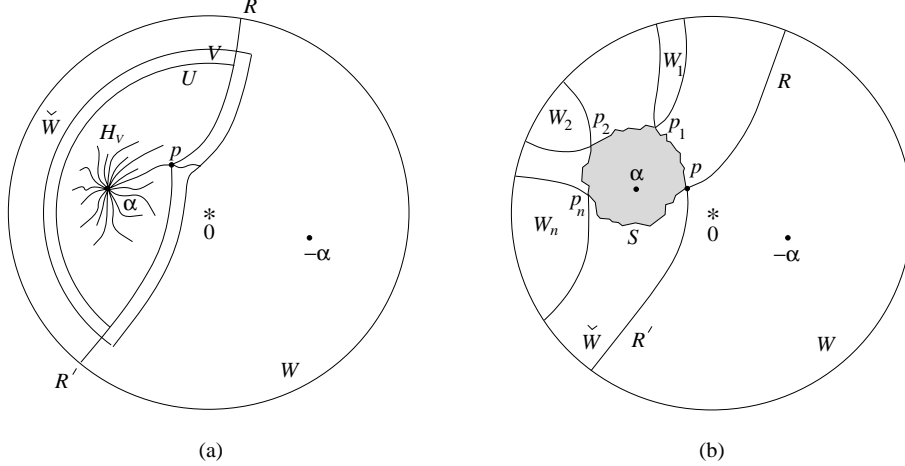 R
V
U
W̌
H_V
p
α
*
0
−α
W
R′
(a)
W_1
R
W_2
p_2
p_1
p
α
p_n
*
0
W_n
S
−α
W̌
R′
W
(b)